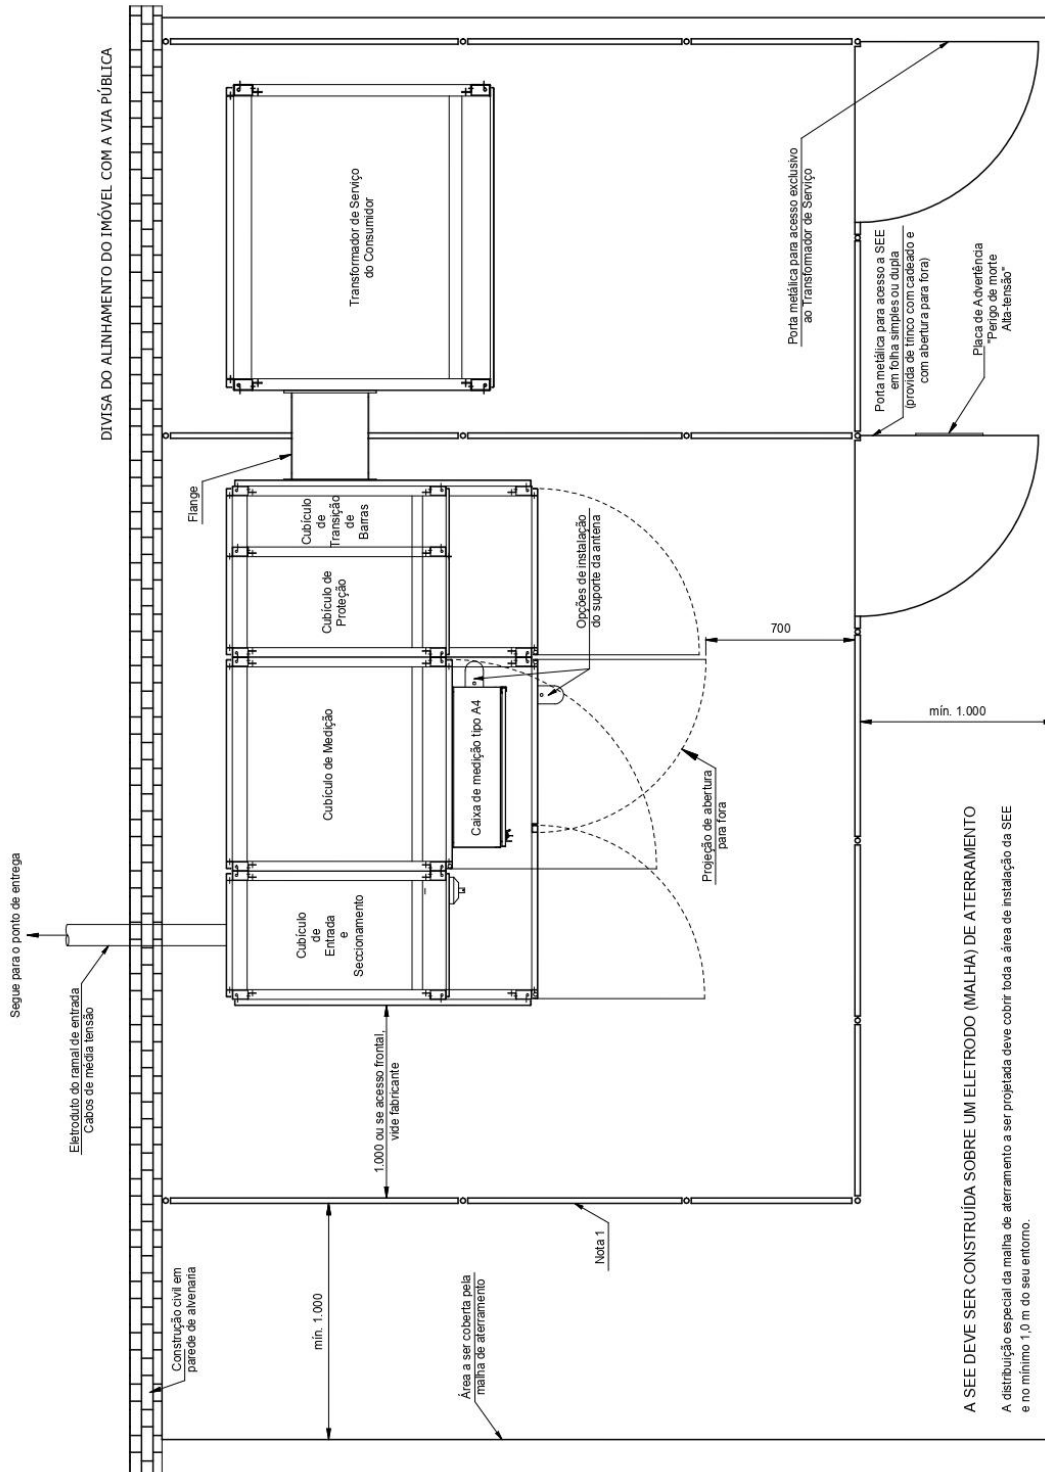 DIVISA DO ALINHAMENTO DO IMÓVEL COM A VIA PÚBLICA
Segue para o ponto de entrega
Eletroduto do ramal de entrada
Cabos de média tensão
Construção civil em
parede de alvenaria
Transformador de Serviço
do Consumidor
Flange
Cubículo
de
Transição
de
Barras
Cubículo de
Proteção
Cubículo de Medição
Cubículo
de
Entrada
e
Seccionamento
Caixa de medição tipo A4
Opções de instalação
do suporte da antena
1.000 ou se acesso frontal,
vide fabricante
mín. 1.000
Nota 1
Área a ser coberta pela
malha de aterramento
Projeção de abertura
para fora
700
mín. 1.000
Porta metálica para acesso exclusivo
ao Transformador de Serviço
Porta metálica para acesso a SEE
em folha simples ou dupla
(provida de trinco com cadeado e
com abertura para fora)
Placa de Advertência
"Perigo de morte
Alta-tensão"
A SEE DEVE SER CONSTRUÍDA SOBRE UM ELETRODO (MALHA) DE ATERRAMENTO
A distribuição especial da malha de aterramento a ser projetada deve cobrir toda a área de instalação da SEE
e no mínimo 1,0 m do seu entorno.